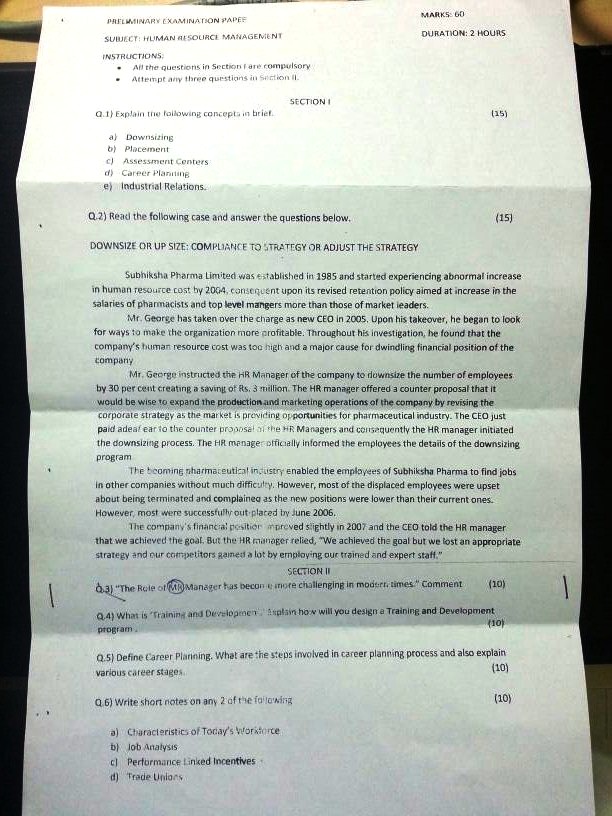 PRELIMINARY EXAMINATION PAPER
MARKS: 60
SUBJECT: HUMAN RESOURCE MANAGEMENT
DURATION: 2 HOURS
INSTRUCTIONS:
• All the questions in Section I are compulsory
• Attempt any three questions in Section II.
SECTION I
Q.1) Explain the following concepts in brief. (15)
a) Downsizing
b) Placement
c) Assessment Centers
d) Career Planning
e) Industrial Relations.
Q.2) Read the following case and answer the questions below. (15)
DOWNSIZE OR UP SIZE: COMPLIANCE TO STRATEGY OR ADJUST THE STRATEGY
Subhiksha Pharma Limited was established in 1985 and started experiencing abnormal increase
in human resource cost by 2004, consequent upon its revised retention policy aimed at increase in the
salaries of pharmacists and top level mangers more than those of market leaders.
Mr. George has taken over the charge as new CEO in 2005. Upon his takeover, he began to look
for ways to make the organization more profitable. Throughout his investigation, he found that the
company's human resource cost was too high and a major cause for dwindling financial position of the
company
Mr. George instructed the HR Manager of the company to downsize the number of employees
by 30 per cent creating a saving of Rs. 3 million. The HR manager offered a counter proposal that it
would be wise to expand the production and marketing operations of the company by revising the
corporate strategy as the market is providing opportunities for pharmaceutical industry. The CEO just
paid adeaf ear to the counter proposal of the HR Managers and consequently the HR manager initiated
the downsizing process. The HR manager officially informed the employees the details of the downsizing
program
The booming pharmaceutical industry enabled the employees of Subhiksha Pharma to find jobs
in other companies without much difficulty. However, most of the displaced employees were upset
about being terminated and complained as the new positions were lower than their current ones.
However, most were successfully out-placed by June 2006.
The company's financial position improved slightly in 2007 and the CEO told the HR manager
that we achieved the goal. But the HR manager relied, "We achieved the goal but we lost an appropriate
strategy and our competitors gained a lot by employing our trained and expert staff."
SECTION II
Q.3) "The Role of HR Manager has become more challenging in modern times." Comment (10)
Q.4) What is 'Training and Development.' Explain how will you design a Training and Development
program. (10)
Q.5) Define Career Planning. What are the steps involved in career planning process and also explain
various career stages. (10)
Q.6) Write short notes on any 2 of the following (10)
a) Characteristics of Today's Workforce
b) Job Analysis
c) Performance Linked Incentives
d) Trade Unions